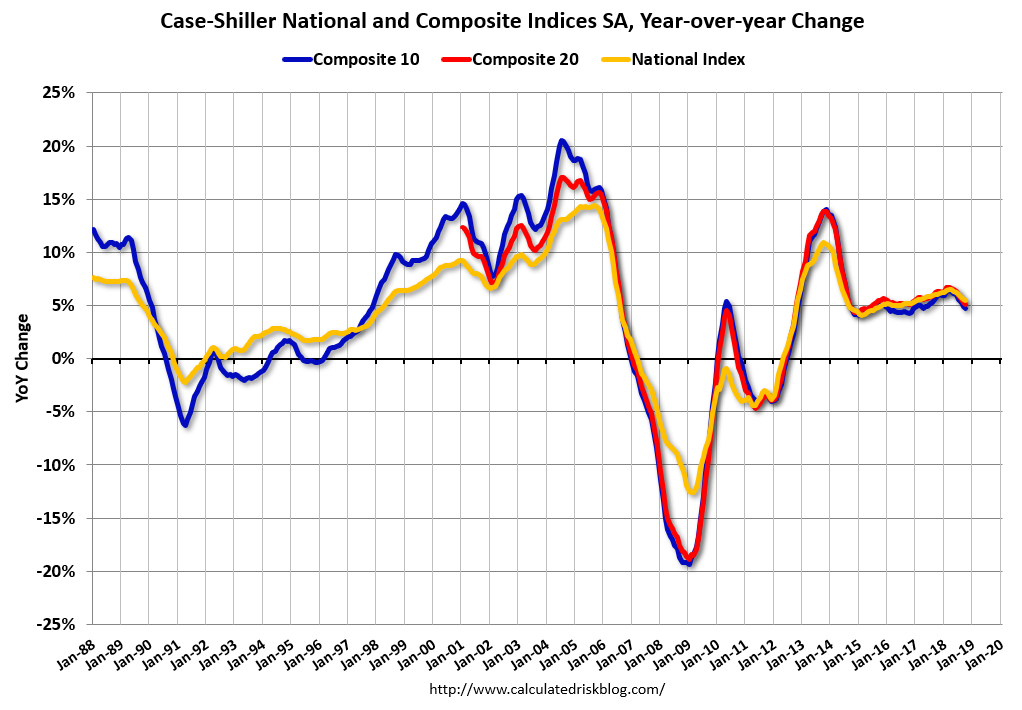 Case-Shiller National and Composite Indices SA, Year-over-year Change
Composite 10 Composite 20 National Index
25%
20%
15%
10%
5%
0%
-5%
-10%
-15%
-20%
-25%
YoY Change
Jan-88 Jan-89 Jan-90 Jan-91 Jan-92 Jan-93 Jan-94 Jan-95 Jan-96 Jan-97 Jan-98 Jan-99 Jan-00 Jan-01 Jan-02 Jan-03 Jan-04 Jan-05 Jan-06 Jan-07 Jan-08 Jan-09 Jan-10 Jan-11 Jan-12 Jan-13 Jan-14 Jan-15 Jan-16 Jan-17 Jan-18 Jan-19 Jan-20
http://www.calculatedriskblog.com/